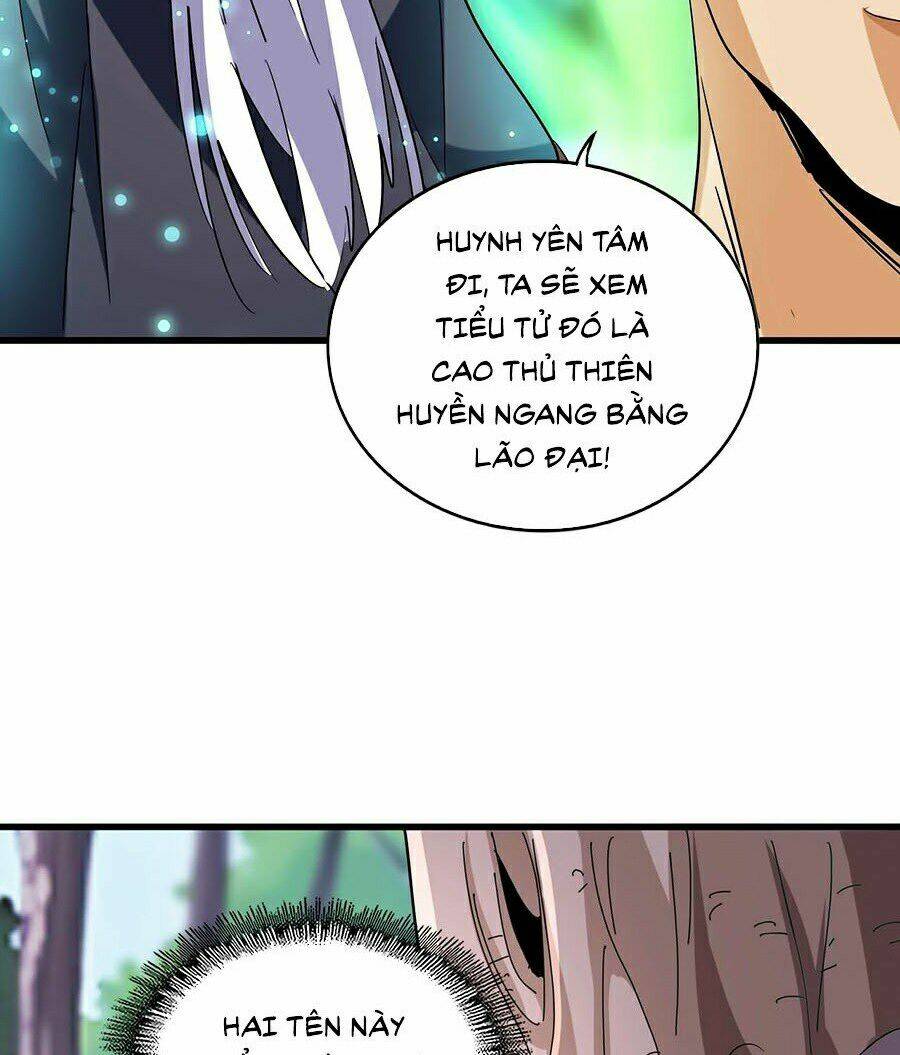 HUYNH YÊN TÂM
ĐI, TA SẼ XEM
TIỂU TỬ ĐÓ LÀ
CAO THỦ THIÊN
HUYỀN NGANG BẰNG
LÃO ĐẠI!
HAI TÊN NÀY